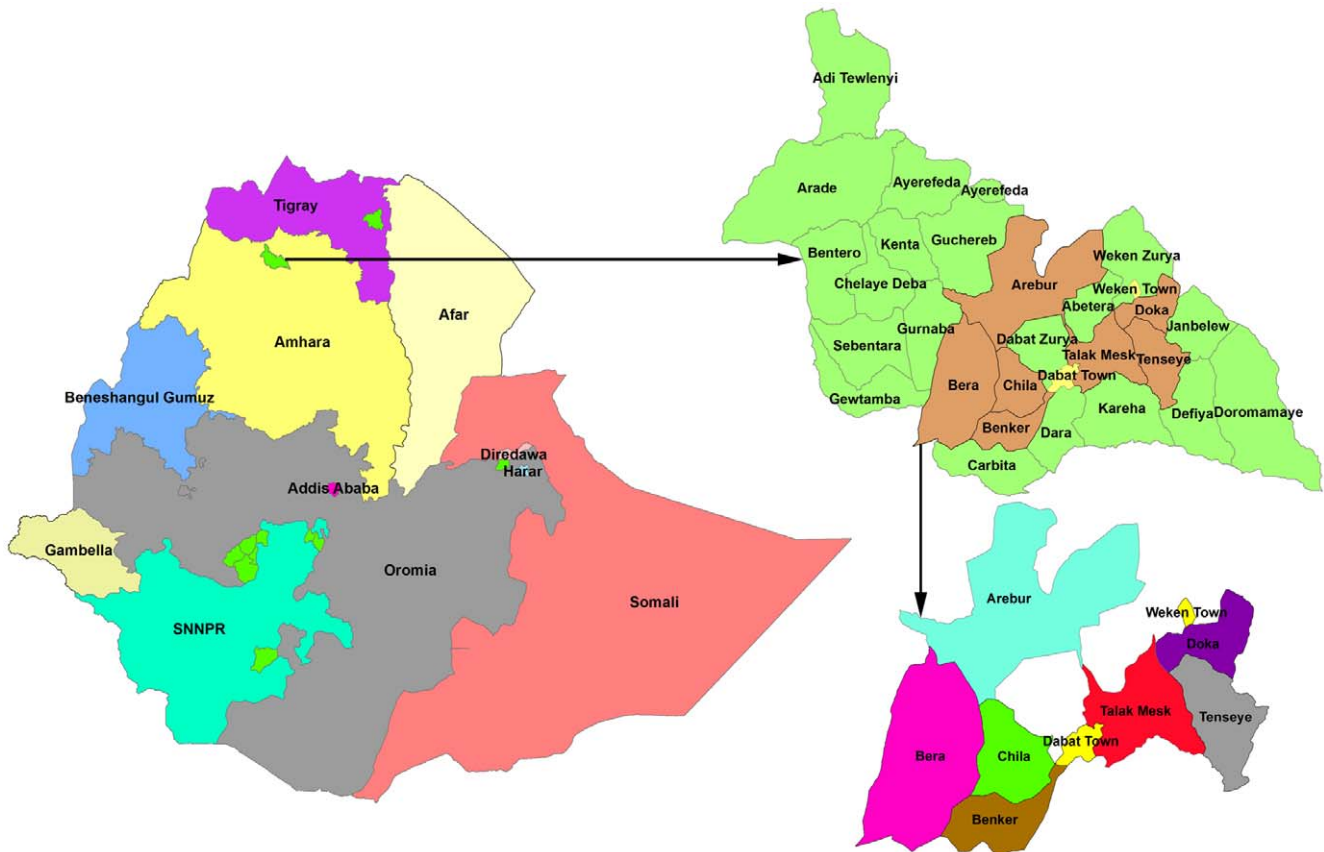 Tigray
Afar
Amhara
Beneshangul Gumuz
Diredawa
Harar
Addis Ababa
Gambella
Oromia
Somali
SNNPR
Adi Tewlenyi
Arade
Ayerefeda
Ayerefeda
Bentero
Kenta
Guchereb
Weken Zurya
Chelaye Deba
Arebur
Weken Town
Abetera
Doka
Gurnaba
Dabat Zurya
Janbelew
Sebentara
Talak Mesk
Tenseye
Bera
Chila
Dabat Town
Gewtamba
Kareha
Defiya
Doromamaye
Benker
Dara
Carbita
Arebur
Weken Town
Doka
Talak Mesk
Tenseye
Dabat Town
Bera
Chila
Benker